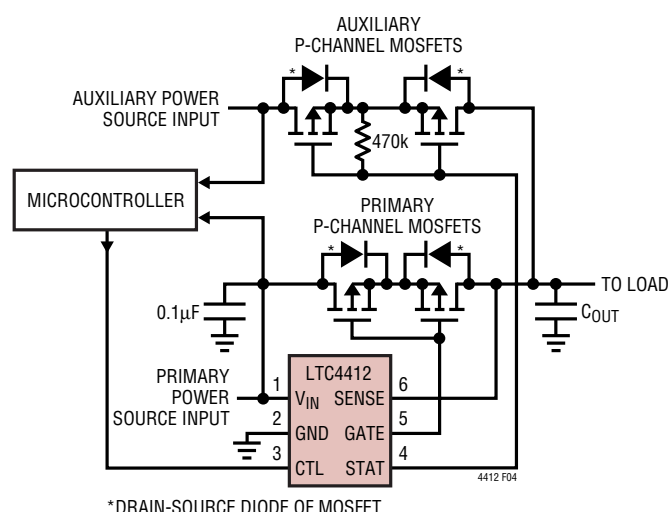 AUXILIARY
P-CHANNEL MOSFETS
*
*
AUXILIARY POWER
SOURCE INPUT
470k
MICROCONTROLLER
PRIMARY
P-CHANNEL MOSFETS
*
*
TO LOAD
0.1µF
COUT
PRIMARY
POWER
SOURCE INPUT
LTC4412
1
VIN
SENSE
6
2
GND
GATE
5
3
CTL
STAT
4
4412 F04
*DRAIN-SOURCE DIODE OF MOSFET